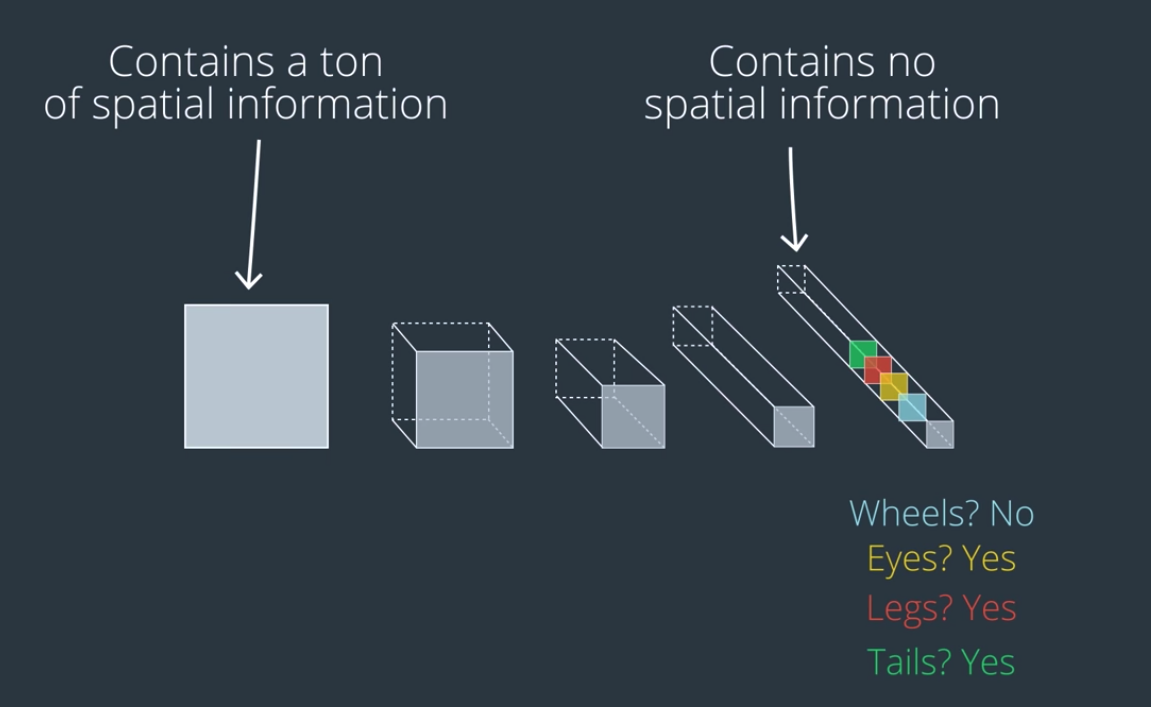 Contains a ton
of spatial information
Contains no
spatial information
Wheels? No
Eyes? Yes
Legs? Yes
Tails? Yes